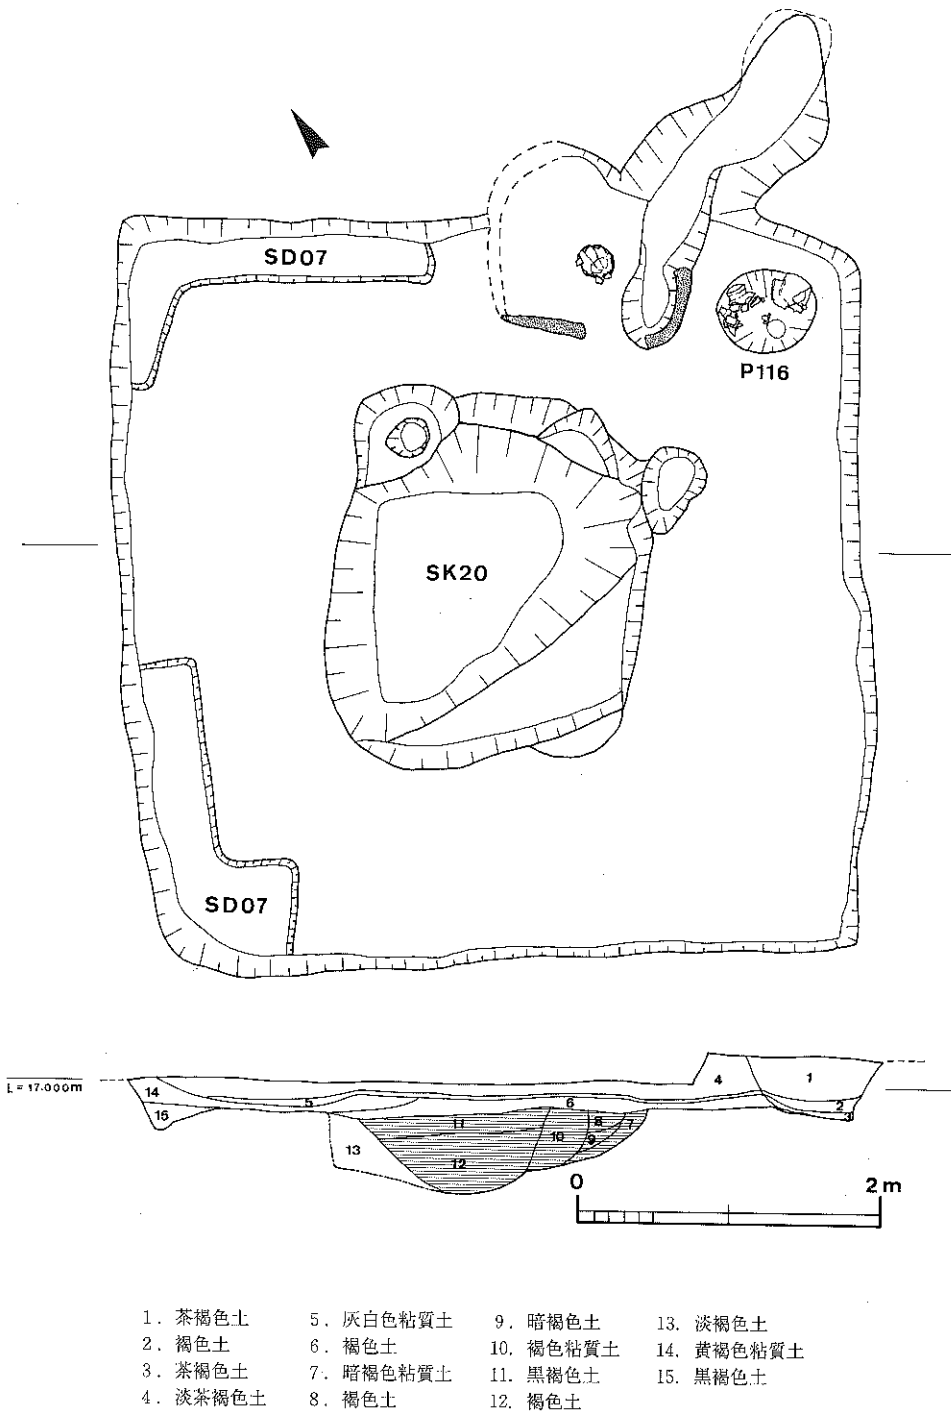 SD07
P116
SK20
SD07
L=17.000m
14
15
5
13
11
12
10
6
8
9
7
4
1
2
3
0 2m
1. 茶褐色土
2. 褐色土
3. 茶褐色土
4. 淡茶褐色土
5. 灰白色粘質土
6. 褐色土
7. 暗褐色粘質土
8. 褐色土
9. 暗褐色土
10. 褐色粘質土
11. 黒褐色土
12. 褐色土
13. 淡褐色土
14. 黄褐色粘質土
15. 黒褐色土